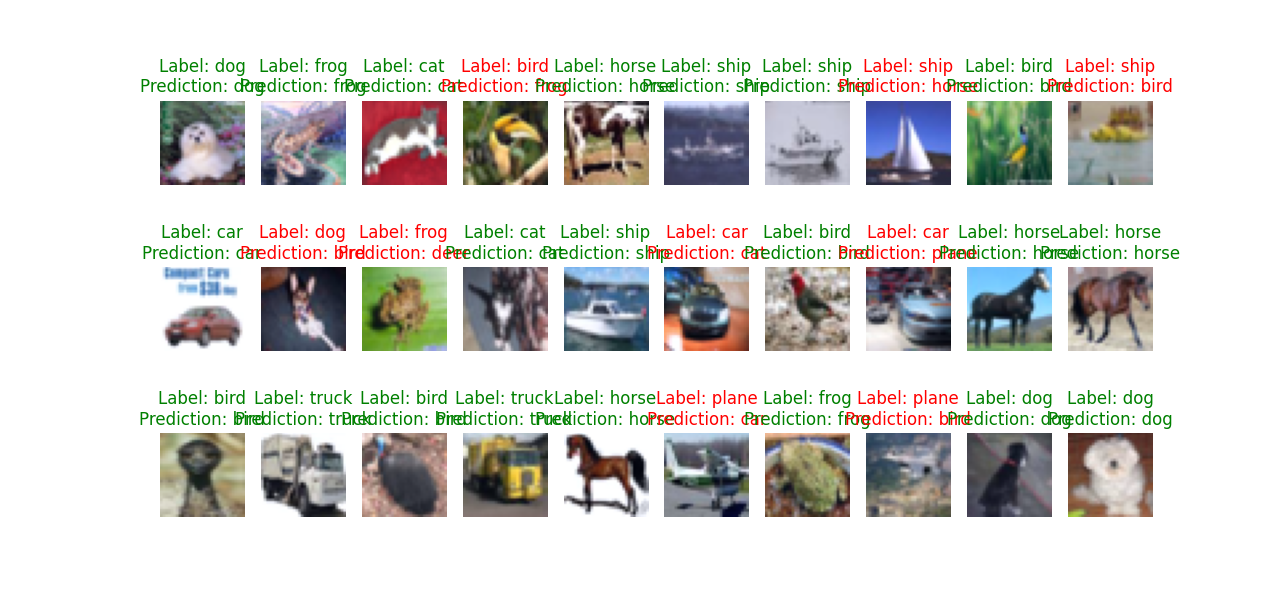 Label: dog Label: frog Label: cat Label: bird Label: horse Label: ship Label: ship Label: ship Label: bird Label: ship
Prediction: dog Prediction: frog Prediction: cat Prediction: frog Prediction: horse Prediction: ship Prediction: ship Prediction: horse Prediction: bird Prediction: bird
Label: car Label: dog Label: frog Label: cat Label: ship Label: car Label: bird Label: car Label: horse Label: horse
Prediction: car Prediction: bird Prediction: deer Prediction: cat Prediction: ship Prediction: cat Prediction: bird Prediction: plane Prediction: horse Prediction: horse
Compact Cars
from $36
Label: bird Label: truck Label: bird Label: truck Label: horse Label: plane Label: frog Label: plane Label: dog Label: dog
Prediction: bird Prediction: truck Prediction: bird Prediction: truck Prediction: horse Prediction: car Prediction: frog Prediction: bird Prediction: dog Prediction: dog